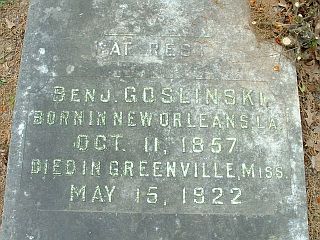 AT REST
BENJ. GOSLINSKI
BORN IN NEW ORLEANS, LA.
OCT. 11, 1857
DIED IN GREENVILLE, MISS.
MAY 15, 1922